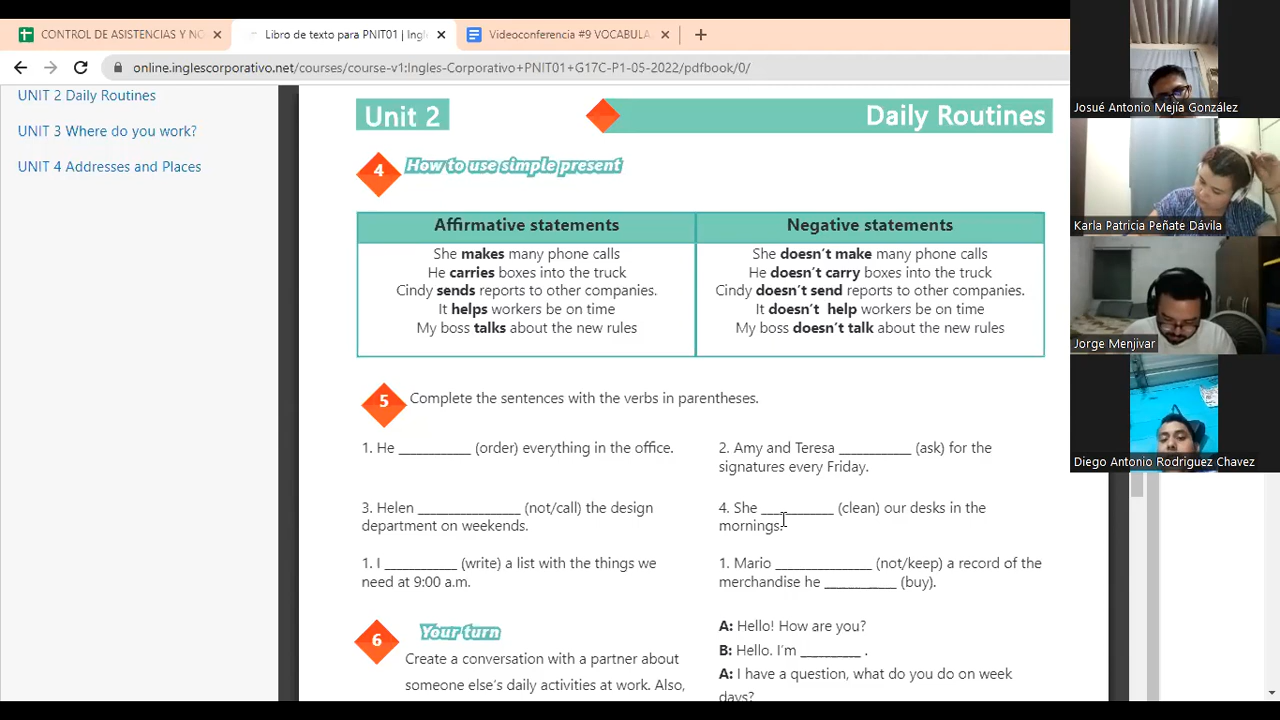 CONTROL DE ASISTENCIAS Y NO
Libro de texto para PNIT01 | Ingl
Videoconferencia #9 VOCABULA
online.inglescorporativo.net/courses/course-v1:Ingles-Corporativo+PNIT01+G17C-P1-05-2022/pdfbook/0/
UNIT 2 Daily Routines
UNIT 3 Where do you work?
UNIT 4 Addresses and Places
Unit 2
Daily Routines
4 How to use simple present
Affirmative statements
She makes many phone calls
He carries boxes into the truck
Cindy sends reports to other companies.
It helps workers be on time
My boss talks about the new rules
Negative statements
She doesn't make many phone calls
He doesn't carry boxes into the truck
Cindy doesn't send reports to other companies.
It doesn't help workers be on time
My boss doesn't talk about the new rules
5 Complete the sentences with the verbs in parentheses.
1. He ___________ (order) everything in the office.
2. Amy and Teresa ___________ (ask) for the
signatures every Friday.
3. Helen ________________ (not/call) the design
department on weekends.
4. She ___________ (clean) our desks in the
mornings.
1. I ___________ (write) a list with the things we
need at 9:00 a.m.
1. Mario _______________ (not/keep) a record of the
merchandise he ___________ (buy).
6 Your turn
Create a conversation with a partner about
someone else's daily activities at work. Also,
A: Hello! How are you?
B: Hello. I'm _________ .
A: I have a question, what do you do on week
days?
Josué Antonio Mejía González
Karla Patricia Peñate Dávila
Jorge Menjivar
Diego Antonio Rodriguez Chavez